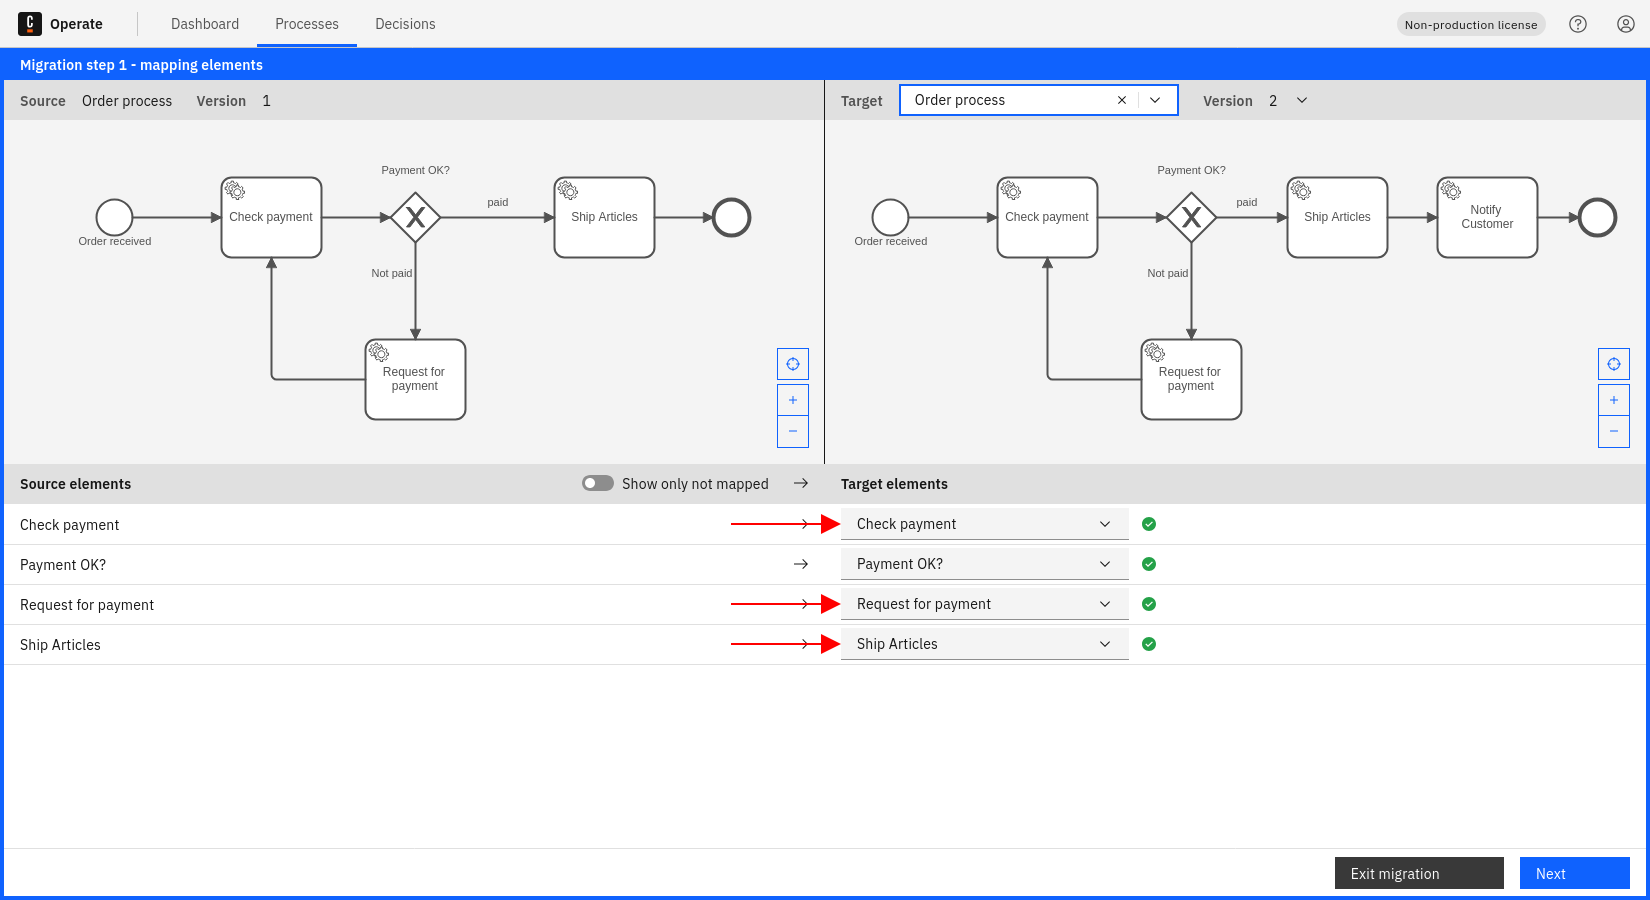 Operate
Dashboard
Processes
Decisions
Non-production license
Migration step 1 - mapping elements
Source Order process Version 1
Target Order process Version 2
Payment OK?
Check payment
paid
Ship Articles
Order received
Not paid
Request for
payment
Payment OK?
Check payment
paid
Ship Articles
Notify
Customer
Order received
Not paid
Request for
payment
Source elements
Show only not mapped
Target elements
Check payment
Check payment
Payment OK?
Payment OK?
Request for payment
Request for payment
Ship Articles
Ship Articles
Exit migration
Next